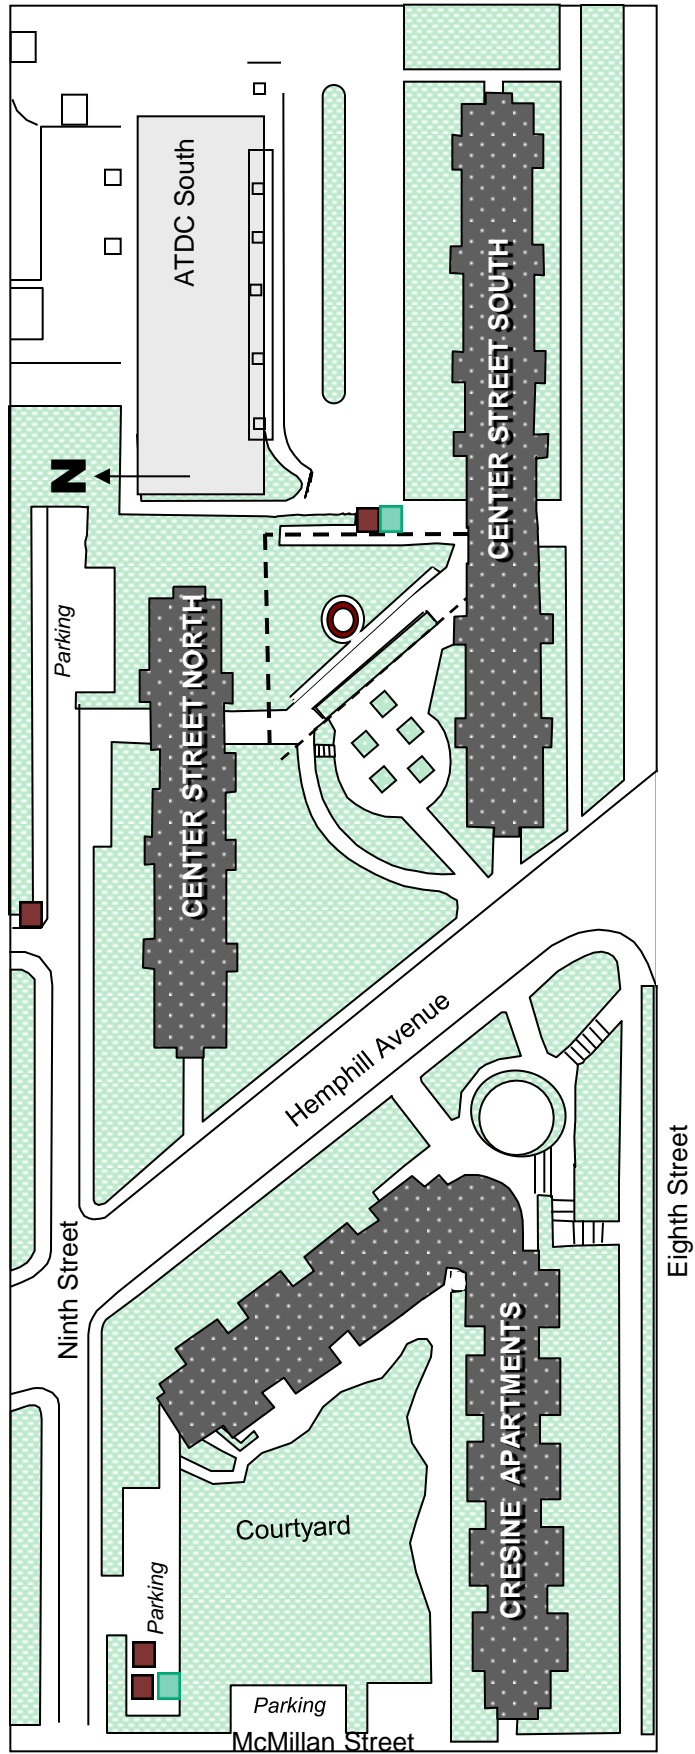 ATDC South
CENTER STREET SOUTH
N
Parking
CENTER STREET NORTH
Hemphill Avenue
Eighth Street
Ninth Street
CRESINE APARTMENTS
Courtyard
Parking
Parking
McMillan Street